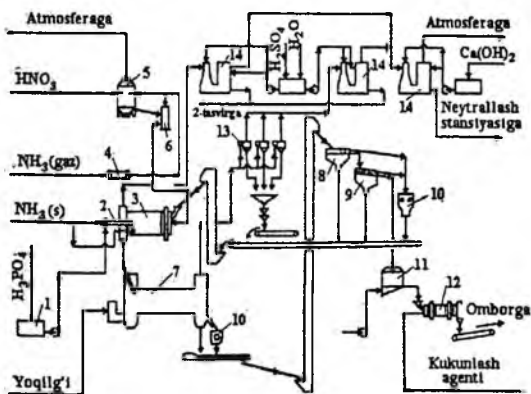 Atmosferaga
Atmosferaga
H2SO4
H2O
Ca(OH)2
14
14
14
HNO3
5
6
2-tasvirga
Neytrallash
stansiyasiga
13
NH3(gaz)
4
8
9
10
NH3(s)
2
3
H3PO4
1
7
11
12
Omborga
10
Kukunlash
agenti
Yoqilg'i